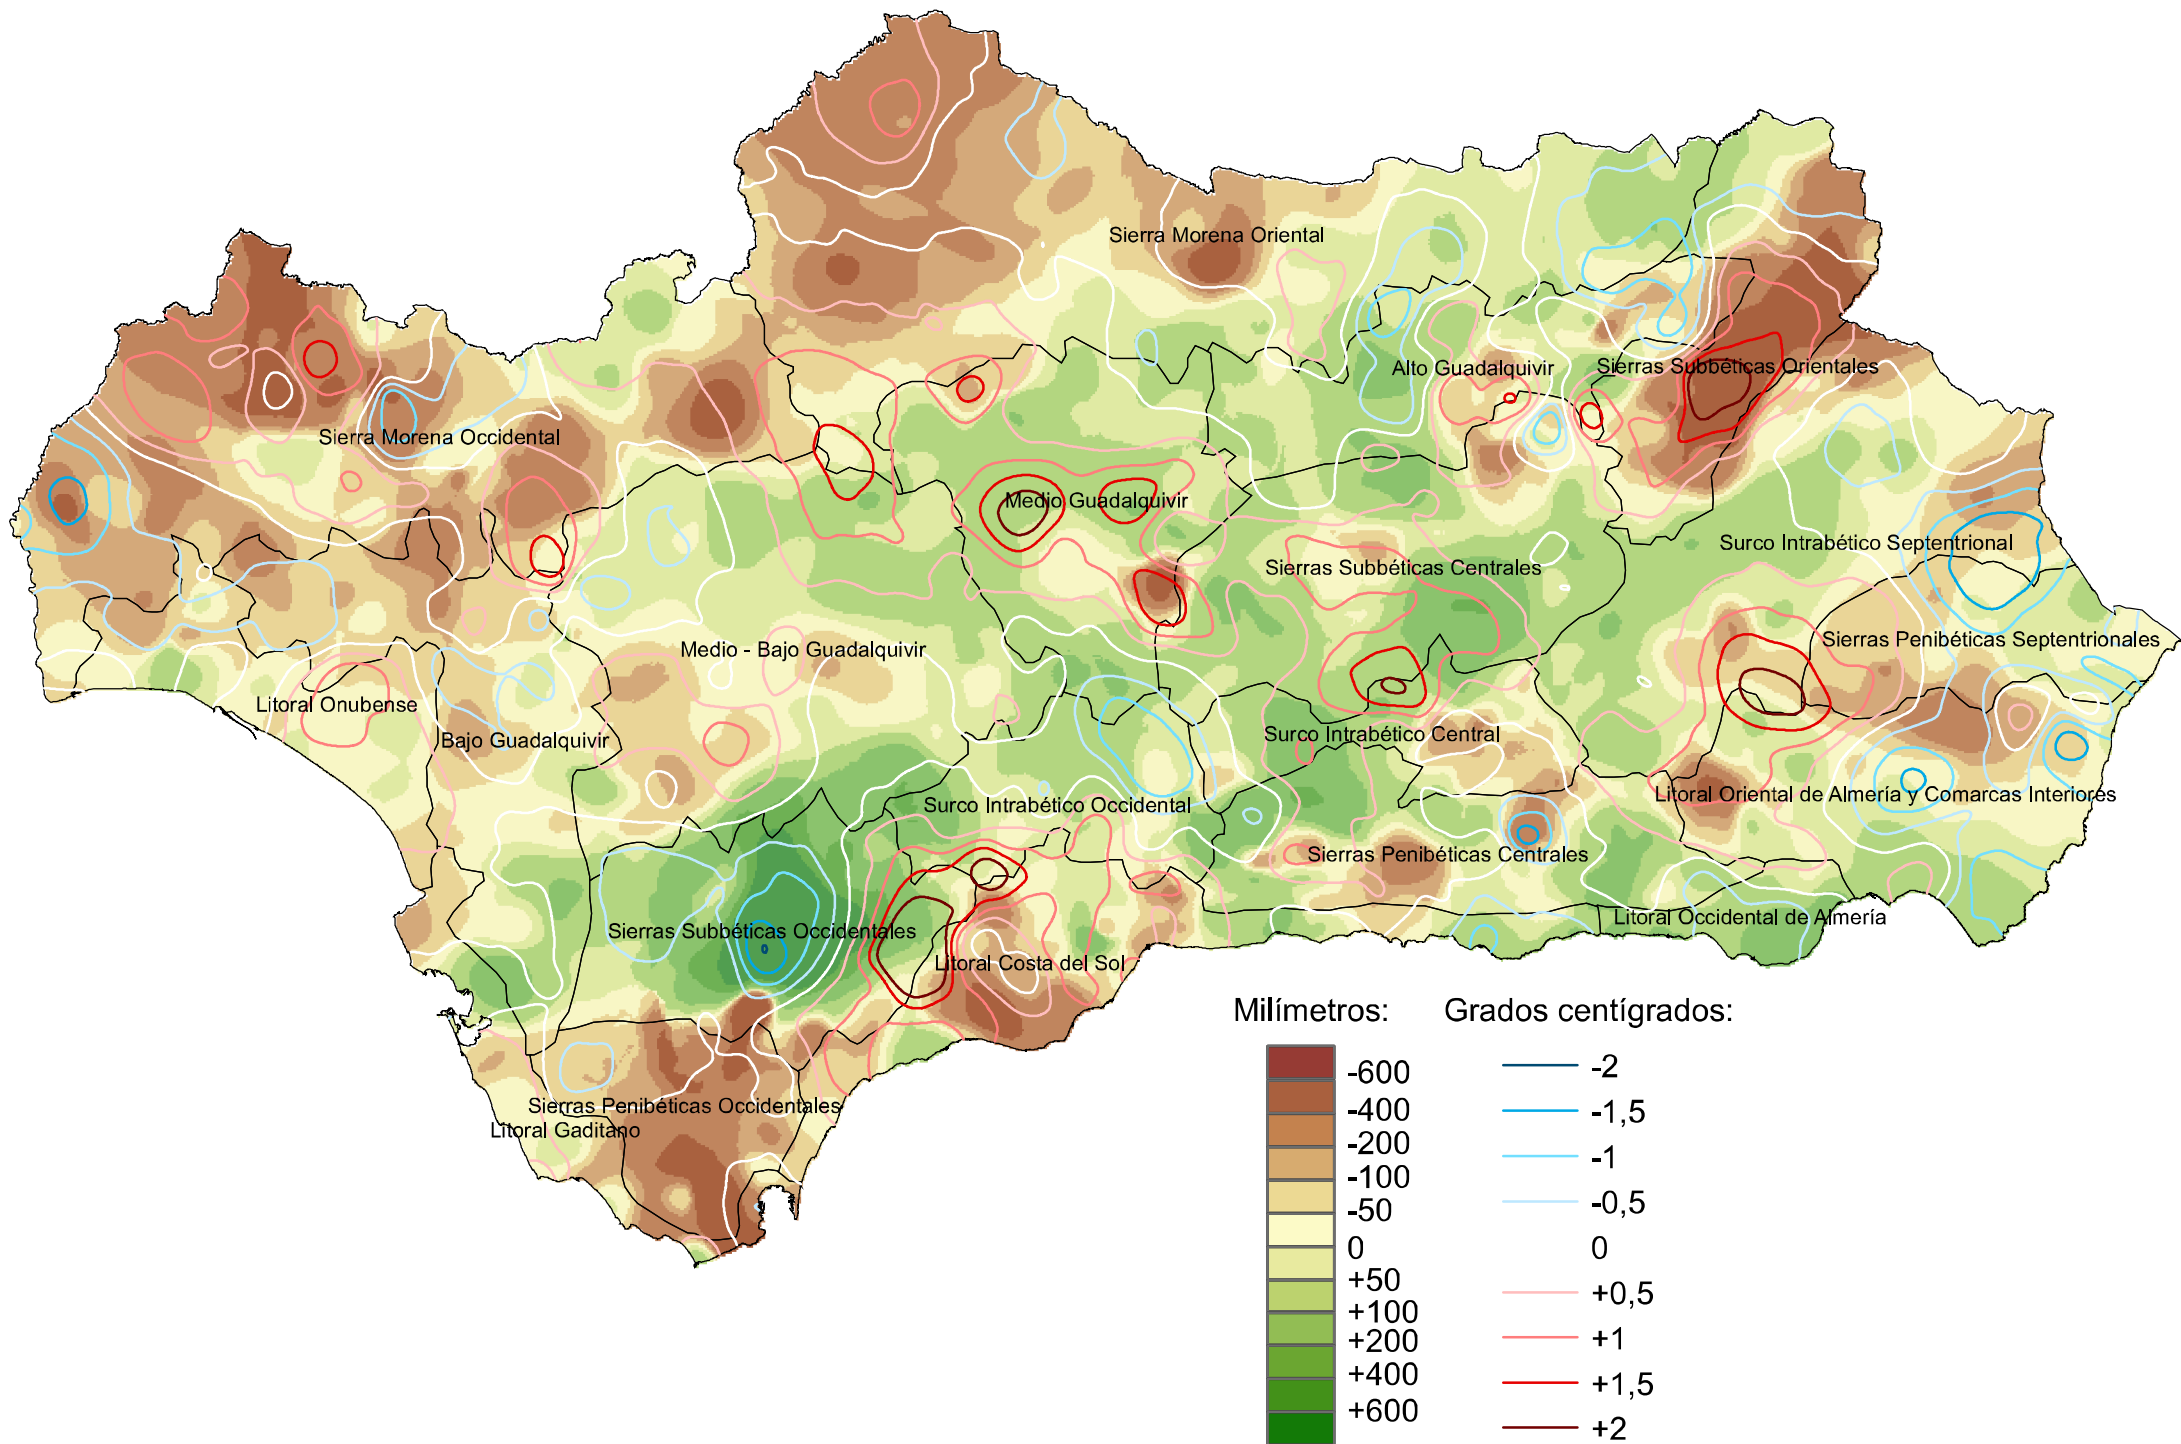 Sierra Morena Oriental
Alto Guadalquivir
Sierras Subbéticas Orientales
Sierra Morena Occidental
Medio Guadalquivir
Surco Intrabético Septentrional
Sierras Subbéticas Centrales
Sierras Penibéticas Septentrionales
Medio - Bajo Guadalquivir
Litoral Onubense
Bajo Guadalquivir
Surco Intrabético Central
Surco Intrabético Occidental
Litoral Oriental de Almería y Comarcas Interiores
Sierras Penibéticas Centrales
Litoral Occidental de Almería
Sierras Subbéticas Occidentales
Litoral Costa del Sol
Sierras Penibéticas Occidentales
Litoral Gaditano
Milímetros:
-600
-400
-200
-100
-50
0
+50
+100
+200
+400
+600
Grados centígrados:
-2
-1,5
-1
-0,5
0
+0,5
+1
+1,5
+2